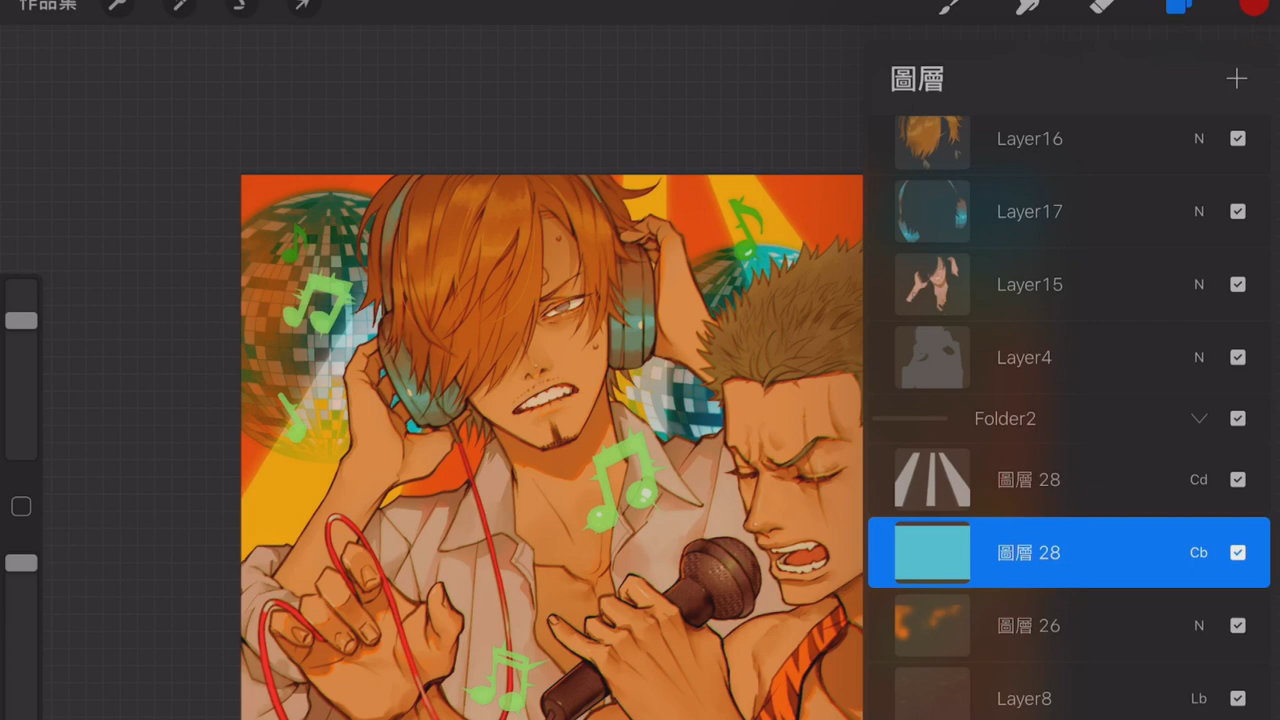 作品集
圖層
Layer16 N
Layer17 N
Layer15 N
Layer4 N
Folder2
圖層 28 Cd
圖層 28 Cb
圖層 26 N
Layer8 Lb